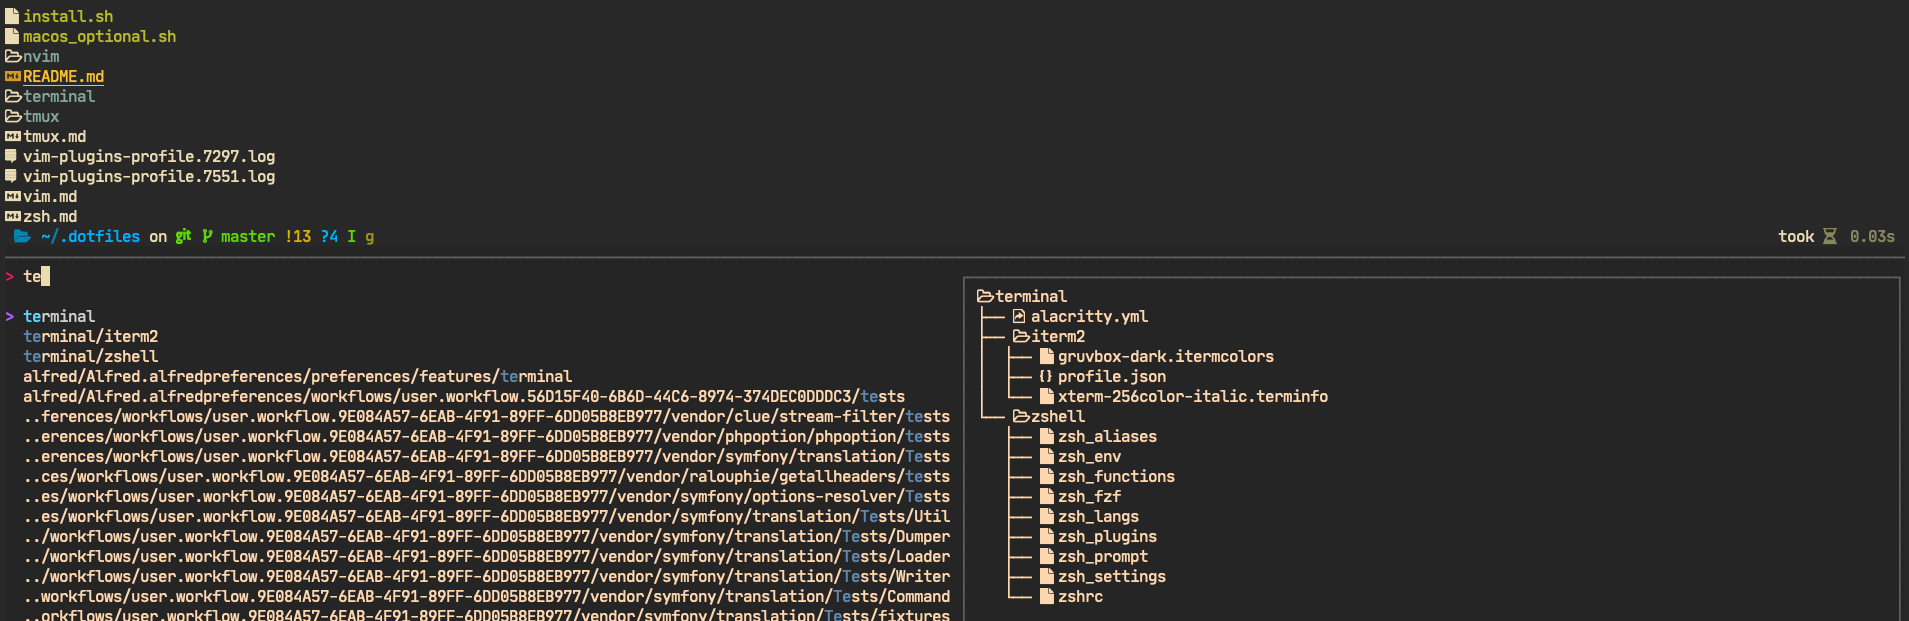 install.sh
macos_optional.sh
nvim
README.md
terminal
tmux
tmux.md
vim-plugins-profile.7297.log
vim-plugins-profile.7551.log
vim.md
zsh.md
~/.dotfiles on git master !13 ?4 I g
took 0.03s
> te
> terminal
terminal/iterm2
terminal/zshell
alfred/Alfred.alfredpreferences/preferences/features/terminal
alfred/Alfred.alfredpreferences/workflows/user.workflow.56D15F40-6B6D-44C6-8974-374DEC0DDDC3/tests
..ferences/workflows/user.workflow.9E084A57-6EAB-4F91-89FF-6DD05B8EB977/vendor/clue/stream-filter/tests
..erences/workflows/user.workflow.9E084A57-6EAB-4F91-89FF-6DD05B8EB977/vendor/phpoption/phpoption/tests
..erences/workflows/user.workflow.9E084A57-6EAB-4F91-89FF-6DD05B8EB977/vendor/symfony/translation/Tests
..ces/workflows/user.workflow.9E084A57-6EAB-4F91-89FF-6DD05B8EB977/vendor/ralouphie/getallheaders/tests
..es/workflows/user.workflow.9E084A57-6EAB-4F91-89FF-6DD05B8EB977/vendor/symfony/options-resolver/Tests
..es/workflows/user.workflow.9E084A57-6EAB-4F91-89FF-6DD05B8EB977/vendor/symfony/translation/Tests/Util
../workflows/user.workflow.9E084A57-6EAB-4F91-89FF-6DD05B8EB977/vendor/symfony/translation/Tests/Dumper
../workflows/user.workflow.9E084A57-6EAB-4F91-89FF-6DD05B8EB977/vendor/symfony/translation/Tests/Loader
../workflows/user.workflow.9E084A57-6EAB-4F91-89FF-6DD05B8EB977/vendor/symfony/translation/Tests/Writer
..workflows/user.workflow.9E084A57-6EAB-4F91-89FF-6DD05B8EB977/vendor/symfony/translation/Tests/Command
..orkflows/user.workflow.9E084A57-6EAB-4F91-89FF-6DD05B8EB977/vendor/symfony/translation/Tests/fixtures
terminal
alacritty.yml
iterm2
gruvbox-dark.itermcolors
profile.json
xterm-256color-italic.terminfo
zshell
zsh_aliases
zsh_env
zsh_functions
zsh_fzf
zsh_langs
zsh_plugins
zsh_prompt
zsh_settings
zshrc